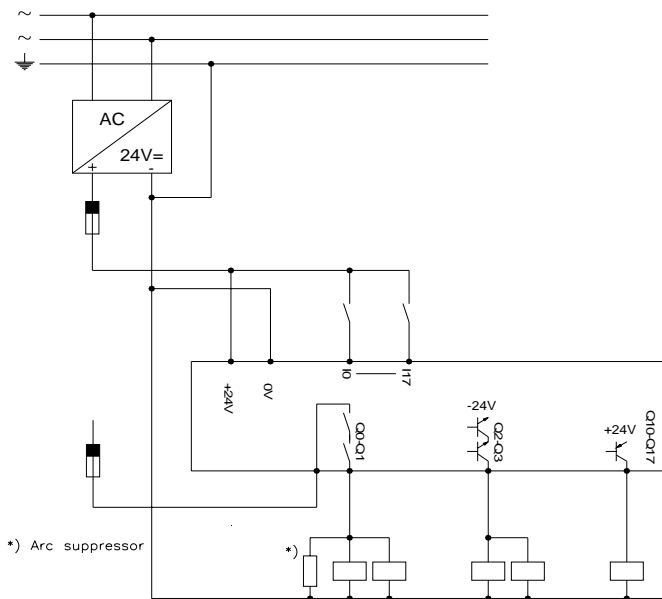 ~
~
AC
24V=
+ -
+24V
0V
I0
I17
Q0-Q1
-24V
Q2-Q3
+24V
Q10-Q17
*) Arc suppressor
*)